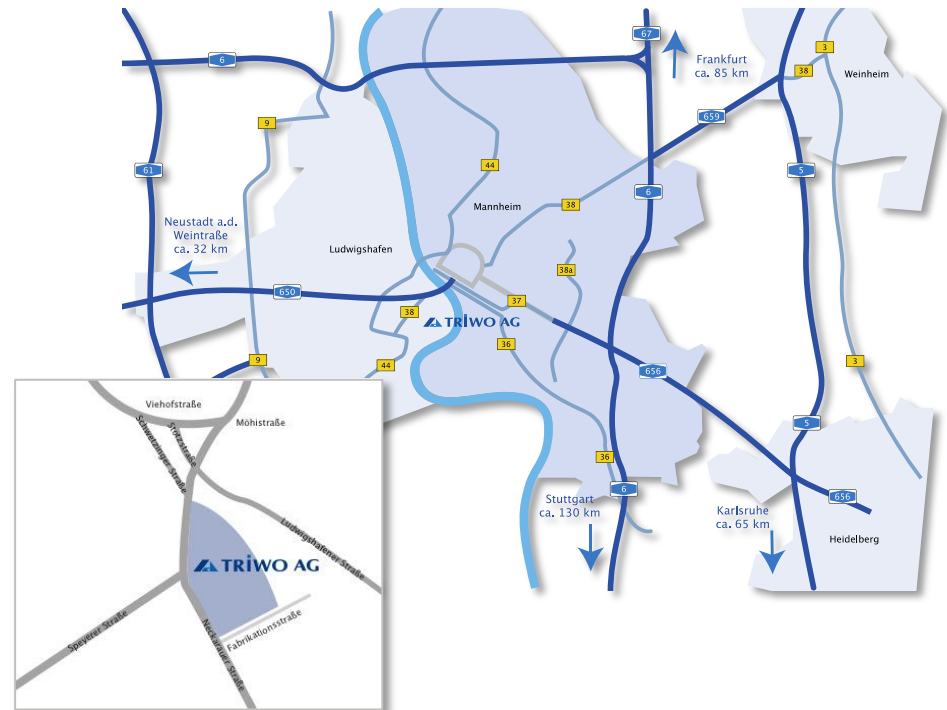 67
6
Frankfurt
ca. 85 km
3
38
Weinheim
659
9
61
44
5
6
38
Mannheim
Neustadt a.d.
Weintraße
ca. 32 km
Ludwigshafen
38a
650
37
38
TRIWO AG
36
9
44
656
3
5
36
6
656
Stuttgart
ca. 130 km
Karlsruhe
ca. 65 km
Heidelberg
Viehofstraße
Möhistraße
Schwetzinger Straße
Stotzstraße
Ludwigshafener Straße
TRIWO AG
Speyerer Straße
Neckarauer Straße
Fabrikationsstraße